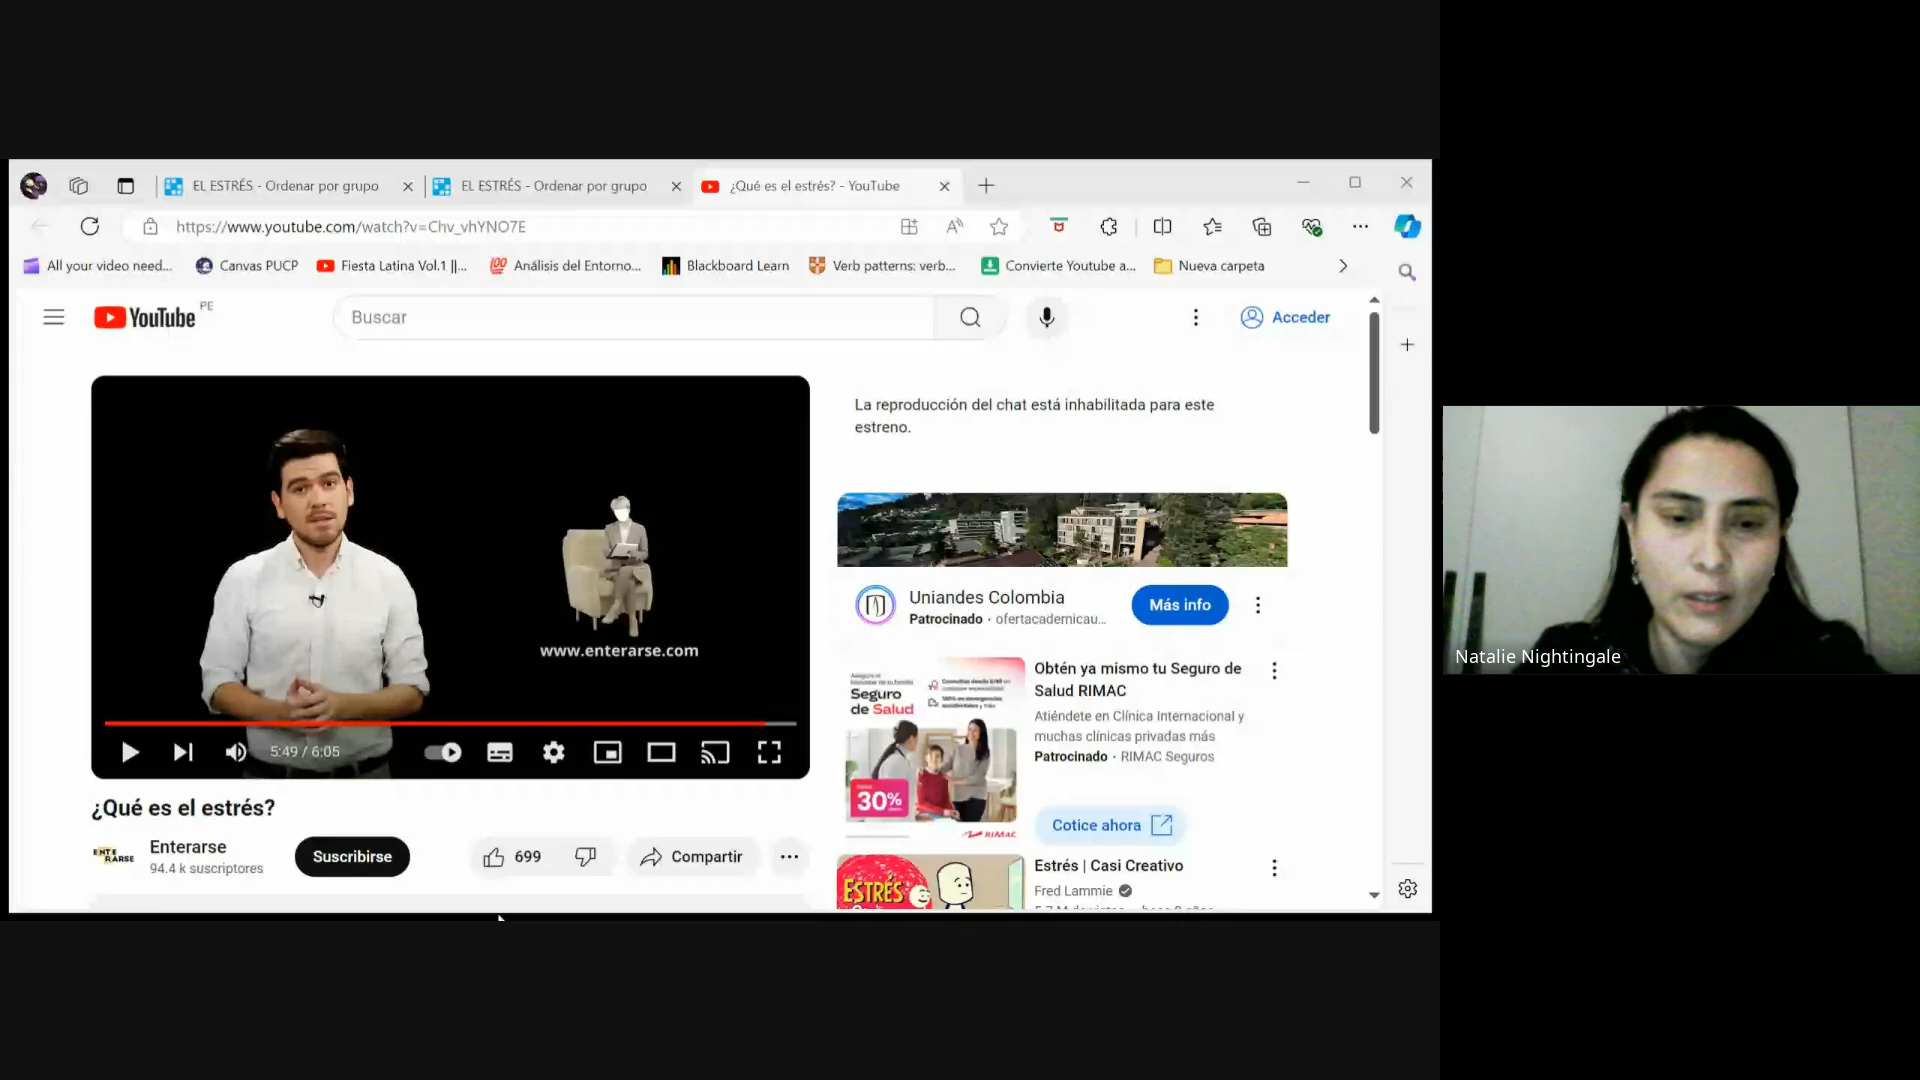 EL ESTRÉS - Ordenar por grupo
EL ESTRÉS - Ordenar por grupo
¿Qué es el estrés? - YouTube
https://www.youtube.com/watch?v=Chv_vhYNO7E
All your video need...
Canvas PUCP
Fiesta Latina Vol.1 ||...
Análisis del Entorno...
Blackboard Learn
Verb patterns: verb...
Convierte Youtube a...
Nueva carpeta
YouTube PE
Buscar
Acceder
www.enterarse.com
5:49 / 6:05
¿Qué es el estrés?
ENTE
RARSE
Enterarse
94.4 k suscriptores
Suscribirse
699
Compartir
La reproducción del chat está inhabilitada para este
estreno.
Uniandes Colombia
Patrocinado · ofertacademicau...
Más info
Seguro
de Salud
30%
RIMAC
Obtén ya mismo tu Seguro de
Salud RIMAC
Atiéndete en Clínica Internacional y
muchas clínicas privadas más
Patrocinado · RIMAC Seguros
Cotice ahora
ESTRÉS
Estrés | Casi Creativo
Fred Lammie
Natalie Nightingale